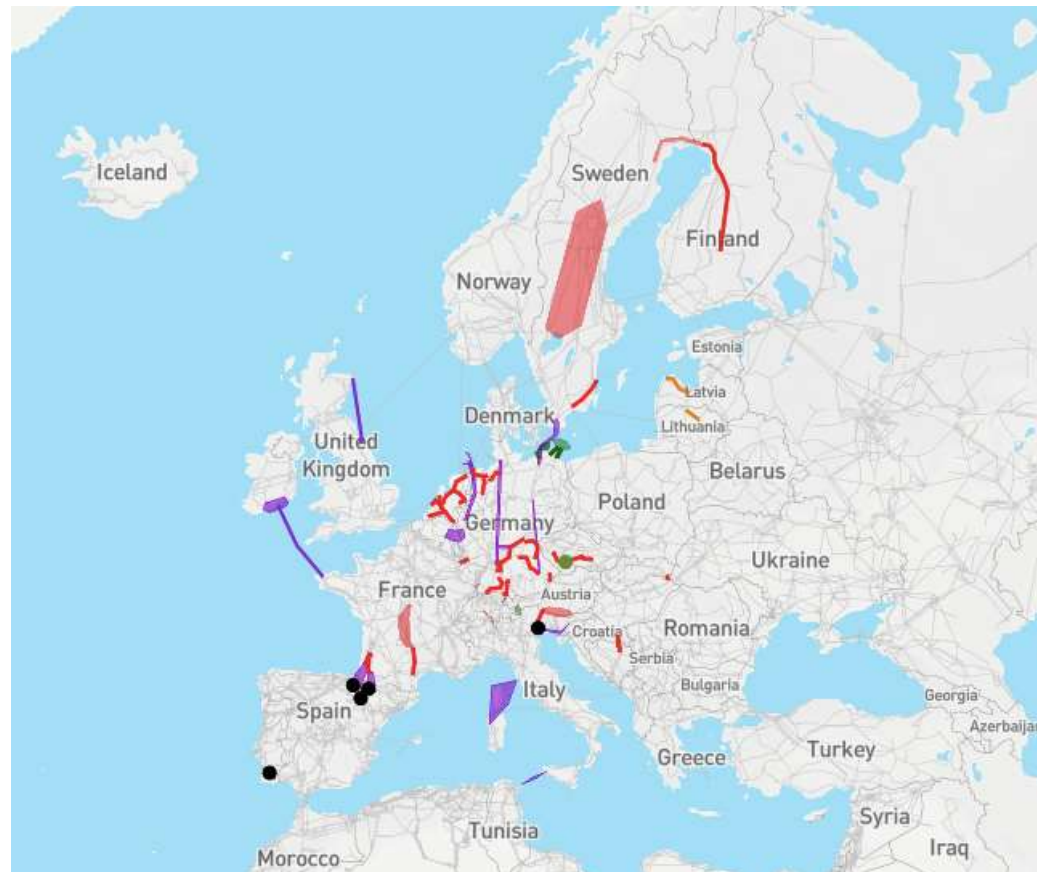 Iceland
Sweden
Finland
Norway
Estonia
Latvia
Denmark
Lithuania
United
Kingdom
Belarus
Poland
Germany
Ukraine
France
Austria
Croatia
Romania
Serbia
Italy
Bulgaria
Spain
Georgia
Azerbaijan
Greece
Turkey
Syria
Tunisia
Iraq
Morocco